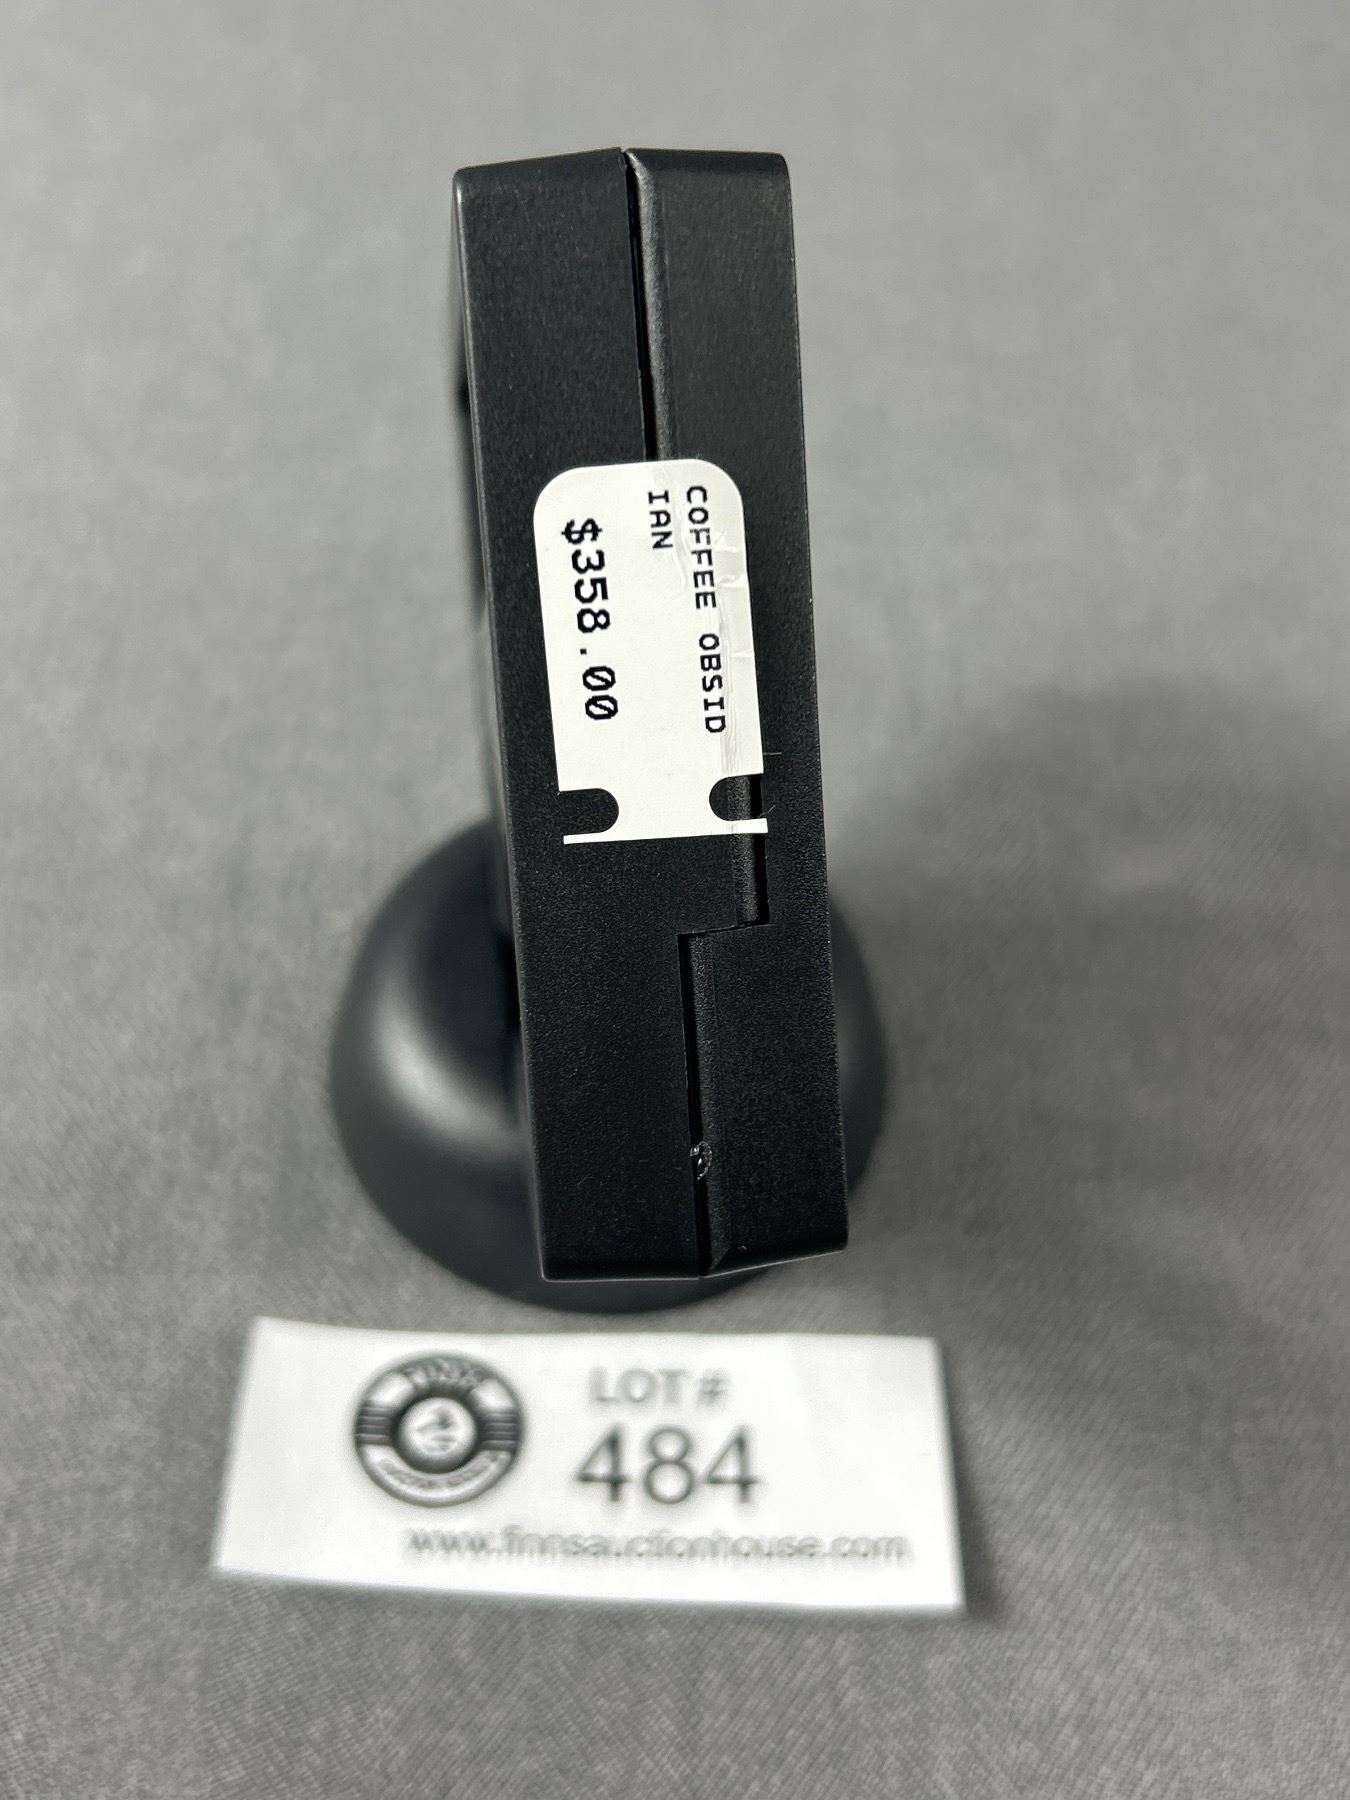 COFFEE OBSID
IAN
$358.00
LOT #
484
www.finnsauctionhouse.com